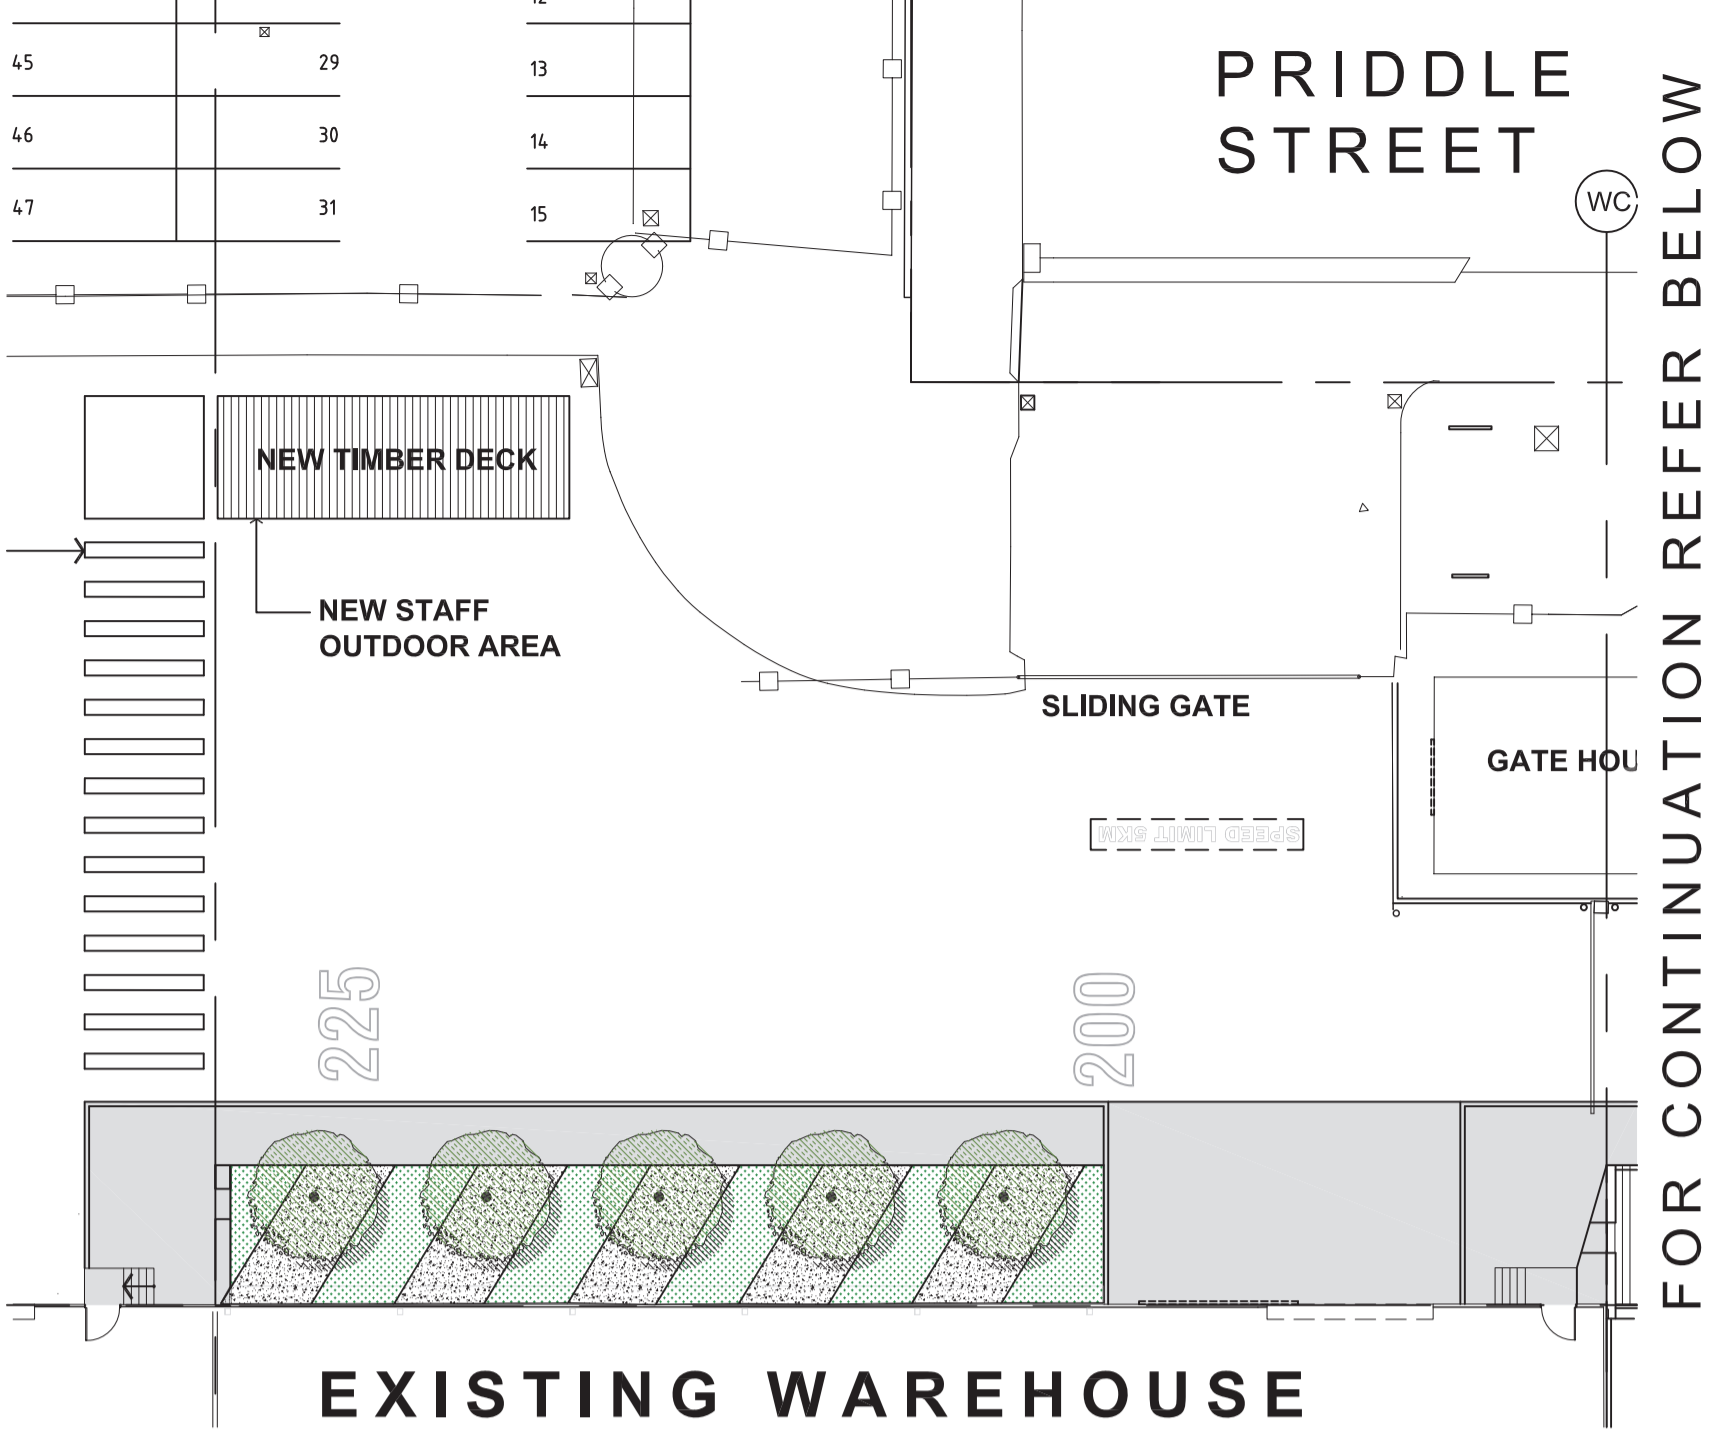 12
45
29
13
46
30
14
47
31
15
PRIDDLE
STREET
WC
NEW TIMBER DECK
NEW STAFF
OUTDOOR AREA
SLIDING GATE
GATE HOU
SPEED LIMIT 5KM
225
200
EXISTING WAREHOUSE
FOR CONTINUATION REFER BELOW